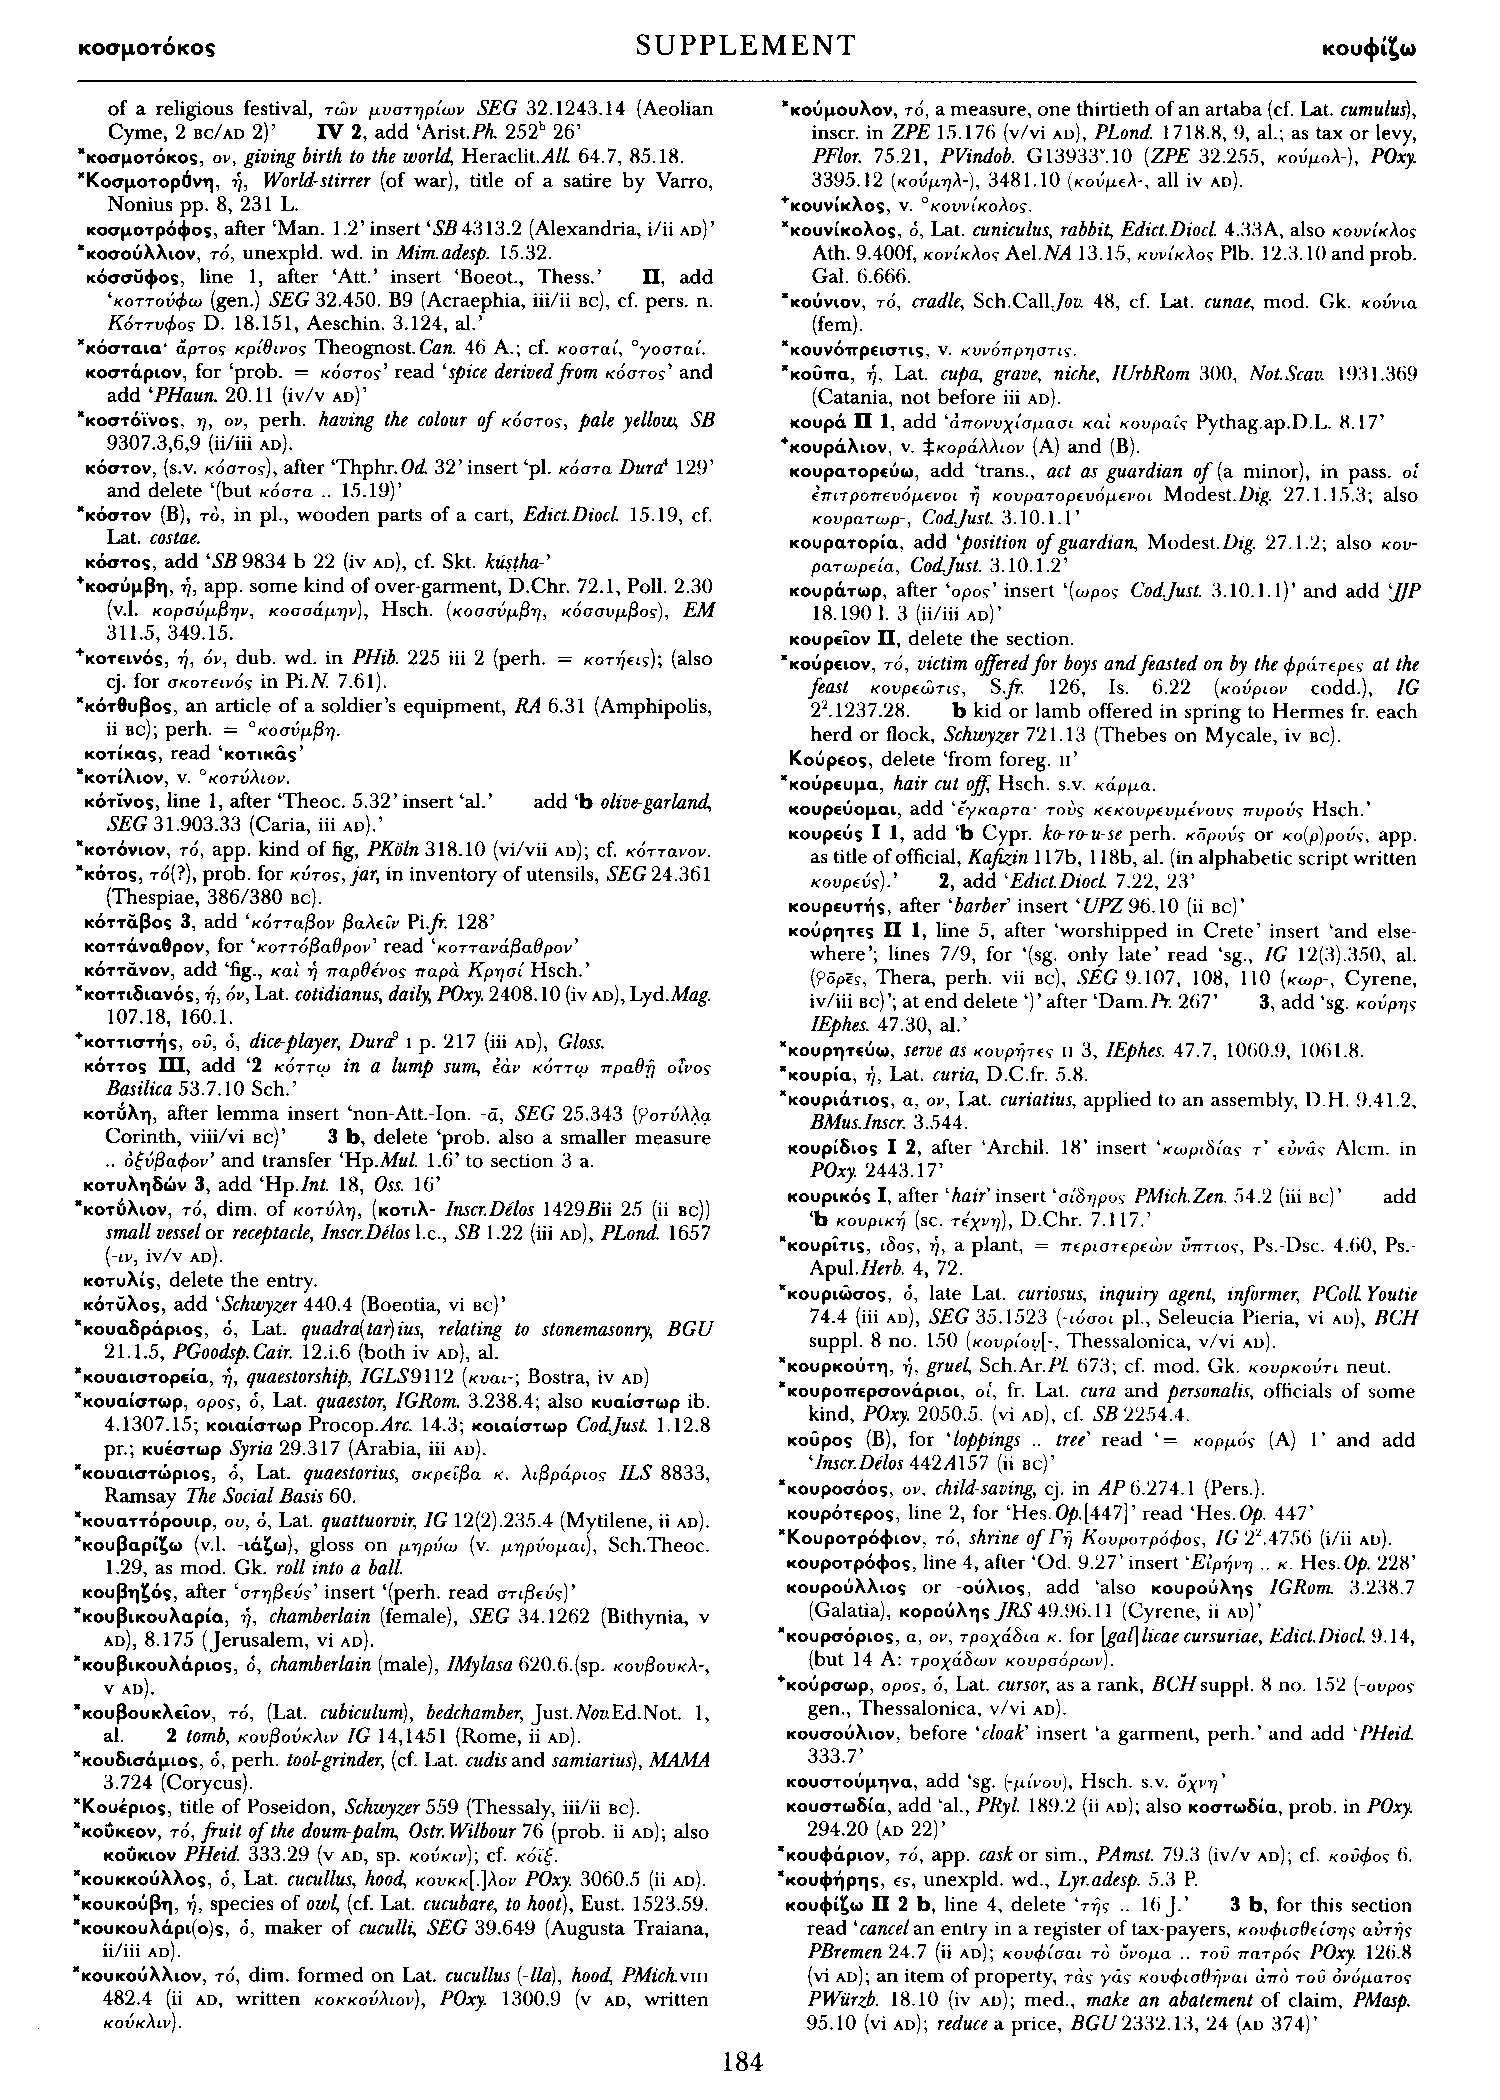 κοσμοτόκος
SUPPLEMENT
κουφίζω
of a religious festival, τῶν μυστηρίων SEG 32.1243.14 (Aeolian
Cyme, 2 BC/AD 2)’ IV 2, add ‘Arist.Ph. 252ᵇ 26’
*κοσμοτόκος, ον, giving birth to the world, Heraclit.All. 64.7, 85.18.
*Κοσμοτορύνη, ἡ, World-stirrer (of war), title of a satire by Varro,
Nonius pp. 8, 231 L.
κοσμοτρόφος, after ‘Man. 1.2’ insert ‘SB 4313.2 (Alexandria, i/ii AD)’
*κοσούλλιον, τό, unexpld. wd. in Mim.adesp. 15.32.
κόσσῠφος, line 1, after ‘Att.’ insert ‘Boeot., Thess.’ II, add
‘κοττούφω (gen.) SEG 32.450. B9 (Acraephia, iii/ii BC), cf. pers. n.
Κόττυφος D. 18.151, Aeschin. 3.124, al.’
*κόσταια· ἄρτος κρίθινος Theognost.Can. 46 A.; cf. κοσταί, °γοσταί.
κοστάριον, for ‘prob. = κόστος’ read ‘spice derived from κόστος’ and
add ‘PHaun. 20.11 (iv/v AD)’
*κοστόϊνος, η, ον, perh. having the colour of κόστος, pale yellow, SB
9307.3,6,9 (ii/iii AD).
κόστον, (s.v. κόστος), after ‘Thphr.Od. 32’ insert ‘pl. κόστα Dura⁴ 129’
and delete ‘(but κόστα .. 15.19)’
*κόστον (B), τὸ, in pl., wooden parts of a cart, Edict.Diocl. 15.19, cf.
Lat. costae.
κόστος, add ‘SB 9834 b 22 (iv AD), cf. Skt. kúṣṭha-’
⁺κοσύμβη, ἡ, app. some kind of over-garment, D.Chr. 72.1, Poll. 2.30
(v.l. κορσύμβην, κοσσάμην), Hsch. (κοσσύμβη, κόσσυμβος), EM
311.5, 349.15.
⁺κοτεινός, ή, όν, dub. wd. in PHib. 225 iii 2 (perh. = κοτήεις); (also
cj. for σκοτεινός in Pi.N. 7.61).
*κότθυβος, an article of a soldier’s equipment, RA 6.31 (Amphipolis,
ii BC); perh. = °κοσύμβη.
κοτίκας, read ‘κοτικᾶς’
*κοτίλιον, v. °κοτύλιον.
κότῐνος, line 1, after ‘Theoc. 5.32’ insert ‘al.’ add ‘b olive-garland,
SEG 31.903.33 (Caria, iii AD).’
*κοτόνιον, τό, app. kind of fig, PKöln 318.10 (vi/vii AD); cf. κόττανον.
*κότος, τό(?), prob. for κύτος, jar, in inventory of utensils, SEG 24.361
(Thespiae, 386/380 BC).
κόττᾰβος 3, add ‘κότταβον βαλεῖν Pi.fr. 128’
κοττάναθρον, for ‘κοττόβαθρον’ read ‘κοττανάβαθρον’
κόττᾰνον, add ‘fig., καὶ ἡ παρθένος παρὰ Κρησί Hsch.’
*κοττιδιανός, ή, όν, Lat. cotidianus, daily, POxy. 2408.10 (iv AD), Lyd.Mag.
107.18, 160.1.
⁺κοττιστής, οῦ, ὁ, dice-player, Dura⁹ I p. 217 (iii AD), Gloss.
κόττος III, add ‘2 κόττῳ in a lump sum, ἐὰν κόττῳ πραθῇ οἶνος
Basilica 53.7.10 Sch.’
κοτύλη, after lemma insert ‘non-Att.-Ion. -ᾱ, SEG 25.343 (ϙοτύλλ̣α̣
Corinth, viii/vi BC)’ 3 b, delete ‘prob. also a smaller measure
.. ὀξύβαφον’ and transfer ‘Hp.Mul. 1.6’ to section 3 a.
κοτυληδών 3, add ‘Hp.Int. 18, Oss. 16’
*κοτύλιον, τό, dim. of κοτύλη, (κοτιλ- Inscr.Délos 1429Bii 25 (ii BC))
small vessel or receptacle, Inscr.Délos l.c., SB 1.22 (iii AD), PLond. 1657
(-ιν, iv/v AD).
κοτυλίς, delete the entry.
κότῠλος, add ‘Schwyzer 440.4 (Boeotia, vi BC)’
*κουαδράριος, ὁ, Lat. quadra(tar)ius, relating to stonemasonry, BGU
21.1.5, PGoodsp.Cair. 12.i.6 (both iv AD), al.
*κουαιστορεία, ἡ, quaestorship, IGLS 9112 (κυαι-; Bostra, iv AD)
*κουαίστωρ, ορος, ὁ, Lat. quaestor, IGRom. 3.238.4; also κυαίστωρ ib.
4.1307.15; κοιαίστωρ Procop.Arc. 14.3; κοιαίστωρ Cod.Just. 1.12.8
pr.; κυέστωρ Syria 29.317 (Arabia, iii AD).
*κουαιστώριος, ὁ, Lat. quaestorius, σκρείβα κ. λιβράριος ILS 8833,
Ramsay The Social Basis 60.
*κουαττόρουιρ, ου, ὁ, Lat. quattuorvir, IG 12(2).235.4 (Mytilene, ii AD).
*κουβαρίζω (v.l. -ιάζω), gloss on μηρύω (v. μηρύομαι), Sch.Theoc.
1.29, as mod. Gk. roll into a ball.
κουβηζός, after ‘στηβεύς’ insert ‘(perh. read στιβεύς)’
*κουβικουλαρία, ἡ, chamberlain (female), SEG 34.1262 (Bithynia, v
AD), 8.175 (Jerusalem, vi AD).
*κουβικουλάριος, ὁ, chamberlain (male), IMylasa 620.6.(sp. κουβουκλ-,
v AD).
*κουβουκλεῖον, τό, (Lat. cubiculum), bedchamber, Just.Nov.Ed.Not. 1,
al. 2 tomb, κουβούκλιν IG 14,1451 (Rome, ii AD).
*κουδισάμιος, ὁ, perh. tool-grinder, (cf. Lat. cudis and samiarius), MAMA
3.724 (Corycus).
*Κουέριος, title of Poseidon, Schwyzer 559 (Thessaly, iii/ii BC).
*κοῦκεον, τό, fruit of the doum-palm, Ostr.Wilbour 76 (prob. ii AD); also
κούκιον PHeid. 333.29 (v AD, sp. κούκιν); cf. κόϊξ.
*κουκκούλλος, ὁ, Lat. cucullus, hood, κουκκ[.]λον POxy. 3060.5 (ii AD).
*κουκούβη, ἡ, species of owl, (cf. Lat. cucubare, to hoot), Eust. 1523.59.
*κουκουλάρι(ο)ς, ὁ, maker of cuculli, SEG 39.649 (Augusta Traiana,
ii/iii AD).
*κουκούλλιον, τό, dim. formed on Lat. cucullus (-lla), hood, PMich.VIII
482.4 (ii AD, written κοκκούλιον), POxy. 1300.9 (v AD, written
κούκλιν).
*κούμουλον, τό, a measure, one thirtieth of an artaba (cf. Lat. cumulus),
inscr. in ZPE 15.176 (v/vi AD), PLond. 1718.8, 9, al.; as tax or levy,
PFlor. 75.21, PVindob. G13933ᵛ.10 (ZPE 32.255, κούμολ-), POxy.
3395.12 (κούμηλ-), 3481.10 (κούμελ-, all iv AD).
⁺κουνίκλος, v. °κουνίκολος.
*κουνίκολος, ὁ, Lat. cuniculus, rabbit, Edict.Diocl. 4.33A, also κουνίκλος
Ath. 9.400f, κονίκλος Ael.NA 13.15, κυνίκλος Plb. 12.3.10 and prob.
Gal. 6.666.
*κούνιον, τό, cradle, Sch.Call.Jov. 48, cf. Lat. cunae, mod. Gk. κούνια
(fem).
*κουνόπρειστις, v. κυνόπρηστις.
*κοῦπα, ἡ, Lat. cupa, grave, niche, IUrbRom 300, Not.Scav. 1931.369
(Catania, not before iii AD).
κουρά II 1, add ‘ἀπονυχίσμασι καὶ κουραῖς Pythag.ap.D.L. 8.17’
⁺κουράλιον, v. ‡κοράλλιον (A) and (B).
κουρατορεύω, add ‘trans., act as guardian of (a minor), in pass. οἱ
ἐπιτροπευόμενοι ἢ κουρατορευόμενοι Modest.Dig. 27.1.15.3; also
κουρατωρ-, Cod.Just. 3.10.1.1’
κουρατορία, add ‘position of guardian, Modest.Dig. 27.1.2; also κου-
ρατωρεία, Cod.Just. 3.10.1.2’
κουράτωρ, after ‘ορος’ insert ‘(ωρος Cod.Just. 3.10.1.1)’ and add ‘JJP
18.190 l. 3 (ii/iii AD)’
κουρεῖον II, delete the section.
*κούρειον, τό, victim offered for boys and feasted on by the φράτερες at the
feast κουρεῶτις, S.fr. 126, Is. 6.22 (κούριον codd.), IG
2².1237.28. b kid or lamb offered in spring to Hermes fr. each
herd or flock, Schwyzer 721.13 (Thebes on Mycale, iv BC).
Κούρεος, delete ‘from foreg. II’
*κούρευμα, hair cut off, Hsch. s.v. κάρμα.
κουρεύομαι, add ‘ἔγκαρτα· τοὺς κεκουρευμένους πυρούς Hsch.’
κουρεύς I 1, add ‘b Cypr. ko-ro-u-se perh. κōρούς or κο(ρ)ρούς, app.
as title of official, Kafizin 117b, 118b, al. (in alphabetic script written
κουρεύς).’ 2, add ‘Edict.Diocl. 7.22, 23’
κουρευτής, after ‘barber’ insert ‘UPZ 96.10 (ii BC)’
κούρητες II 1, line 5, after ‘worshipped in Crete’ insert ‘and else-
where’; lines 7/9, for ‘(sg. only late’ read ‘sg., IG 12(3).350, al.
(ϙōρε̄ς, Thera, perh. vii BC), SEG 9.107, 108, 110 (κωρ-, Cyrene,
iv/iii BC)’; at end delete ‘)’ after ‘Dam.Pr. 267’ 3, add ‘sg. κούρης
IEphes. 47.30, al.’
*κουρητεύω, serve as κουρῆτες II 3, IEphes. 47.7, 1060.9, 1061.8.
*κουρία, ἡ, Lat. curia, D.C.fr. 5.8.
*κουριάτιος, α, ον, Lat. curiatius, applied to an assembly, D.H. 9.41.2,
BMus.Inscr. 3.544.
κουρίδιος I 2, after ‘Archil. 18’ insert ‘κωριδίας τ’ εὐνᾶς Alcm. in
POxy. 2443.17’
κουρικός I, after ‘hair’ insert ‘σίδηρος PMich.Zen. 54.2 (iii BC)’ add
‘b κουρική (sc. τέχνη), D.Chr. 7.117.’
*κουρῖτις, ιδος, ἡ, a plant, = περιστερεὼν ὕπτιος, Ps.-Dsc. 4.60, Ps.-
Apul.Herb. 4, 72.
*κουριῶσος, ὁ, late Lat. curiosus, inquiry agent, informer, PColl.Youtie
74.4 (iii AD), SEG 35.1523 (-ιόσοι pl., Seleucia Pieria, vi AD), BCH
suppl. 8 no. 150 (κουρίου̣[-, Thessalonica, v/vi AD).
*κουρκούτη, ἡ, gruel, Sch.Ar.Pl. 673; cf. mod. Gk. κουρκούτι neut.
*κουροπερσονάριοι, οἱ, fr. Lat. cura and personalis, officials of some
kind, POxy. 2050.5. (vi AD), cf. SB 2254.4.
κοῦρος (B), for ‘loppings .. tree’ read ‘= κορμός (A) 1’ and add
‘Inscr.Délos 442A157 (ii BC)’
*κουροσόος, ον, child-saving, cj. in AP 6.274.1 (Pers.).
κουρότερος, line 2, for ‘Hes.Op.[447]’ read ‘Hes.Op. 447’
*Κουροτρόφιον, τό, shrine of Γῆ Κουροτρόφος, IG 2².4756 (i/ii AD).
κουροτρόφος, line 4, after ‘Od. 9.27’ insert ‘Εἰρήνη .. κ. Hes.Op. 228’
κουρούλλιος or -ούλιος, add ‘also κουρούλης IGRom. 3.238.7
(Galatia), κορούλης JRS 49.96.11 (Cyrene, ii AD)’
*κουρσόριος, α, ον, τροχάδια κ. for [gal]licae cursuriae, Edict.Diocl. 9.14,
(but 14 A: τροχάδων κουρσόρων).
⁺κούρσωρ, ορος, ὁ, Lat. cursor, as a rank, BCH suppl. 8 no. 152 (-ουρος
gen., Thessalonica, v/vi AD).
κουσούλιον, before ‘cloak’ insert ‘a garment, perh.’ and add ‘PHeid.
333.7’
κουστούμηνα, add ‘sg. (-μίνου), Hsch. s.v. ὄχνη’
κουστωδία, add ‘al., PRyl. 189.2 (ii AD); also κοστωδία, prob. in POxy.
294.20 (AD 22)’
*κουφάριον, τό, app. cask or sim., PAmst. 79.3 (iv/v AD); cf. κοῦφος 6.
*κουφήρης, ες, unexpld. wd., Lyr.adesp. 5.3 P.
κουφίζω II 2 b, line 4, delete ‘τῆς .. 16 J.’ 3 b, for this section
read ‘cancel an entry in a register of tax-payers, κουφισθείσης αὐτῆς
PBremen 24.7 (ii AD); κουφίσαι τὸ ὄνομα .. τοῦ πατρός POxy. 126.8
(vi AD); an item of property, τὰς γᾶς κουφισθῆναι ἀπὸ τοῦ ὀνόματος
PWürzb. 18.10 (iv AD); med., make an abatement of claim, PMasp.
95.10 (vi AD); reduce a price, BGU 2332.13, 24 (AD 374)’
184